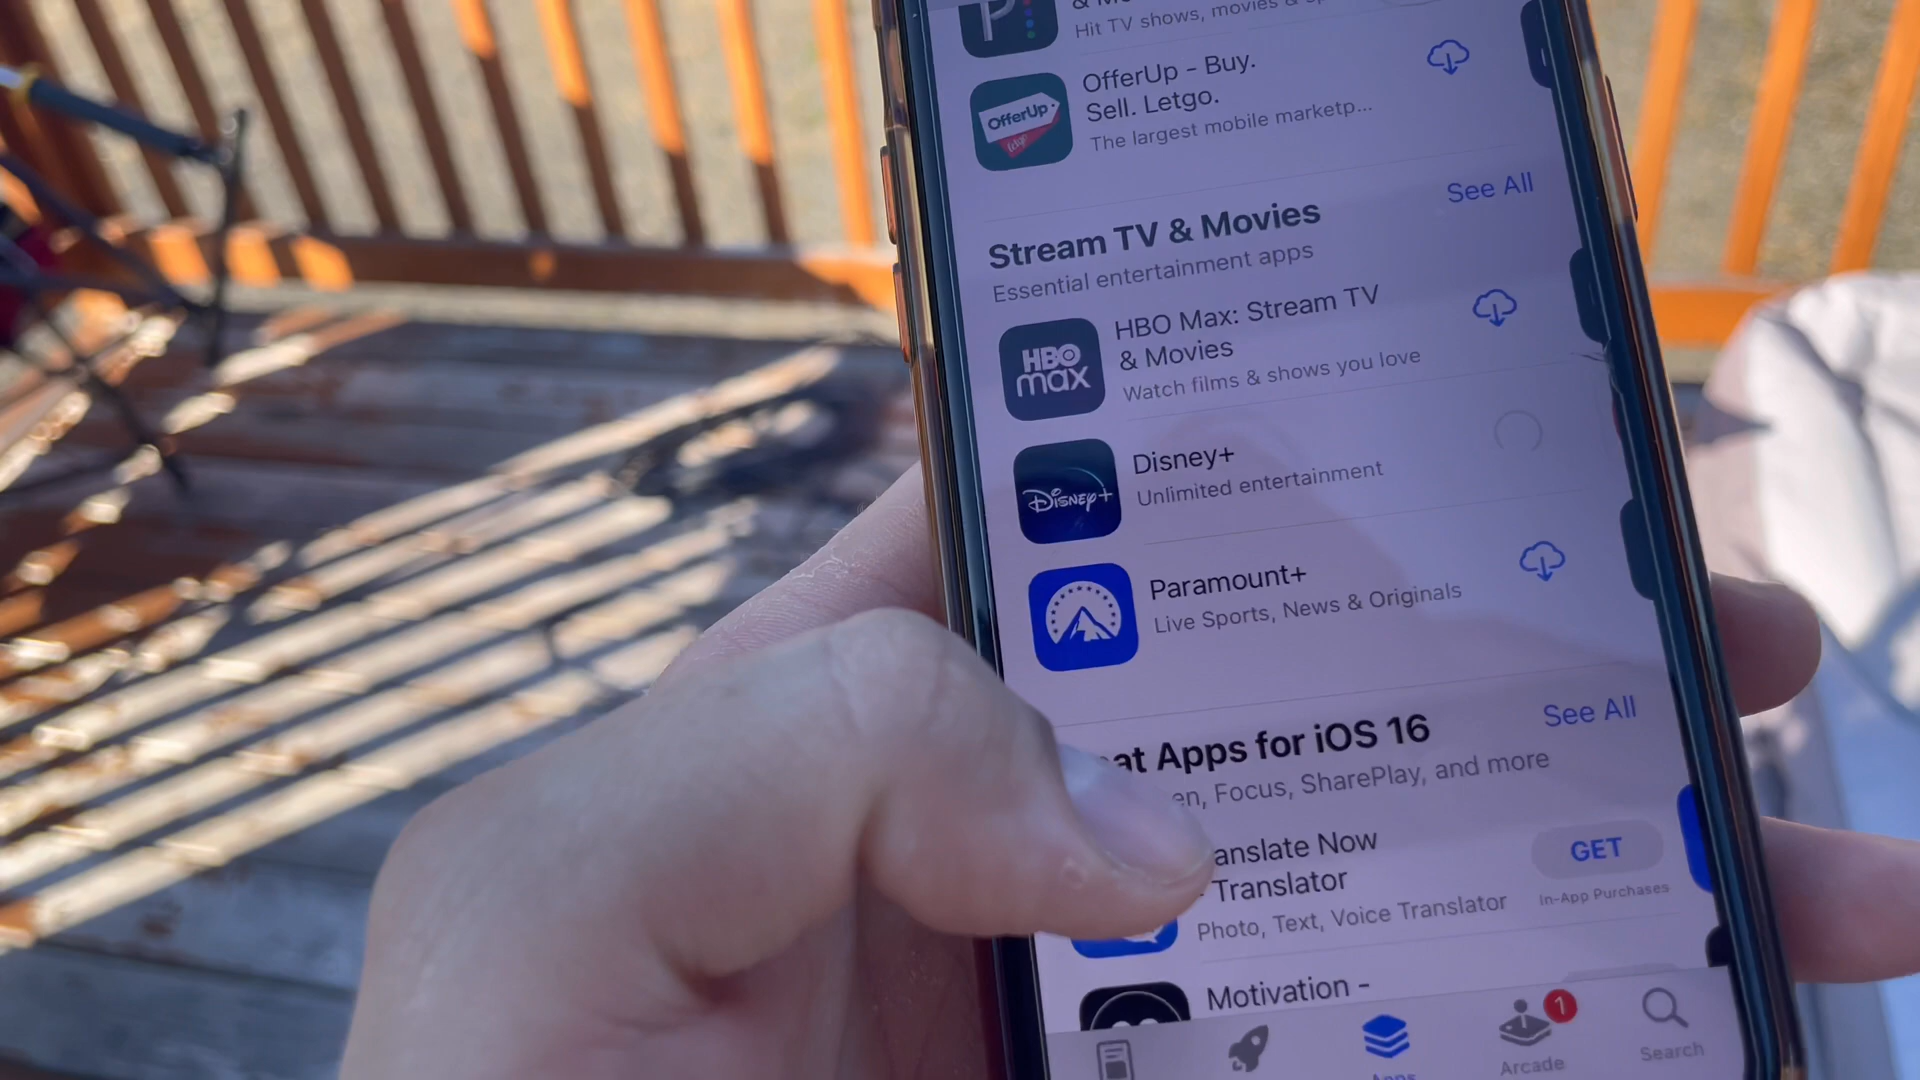 Hit TV shows, movies &
OfferUp
OfferUp - Buy.
Sell. Letgo.
The largest mobile marketp...
See All
Stream TV & Movies
Essential entertainment apps
HBO
max
HBO Max: Stream TV
& Movies
Watch films & shows you love
Disney+
Disney+
Unlimited entertainment
Paramount+
Live Sports, News & Originals
See All
at Apps for iOS 16
en, Focus, SharePlay, and more
anslate Now
- Translator
Photo, Text, Voice Translator
GET
In-App Purchases
Motivation -
Apps
1
Arcade
Search